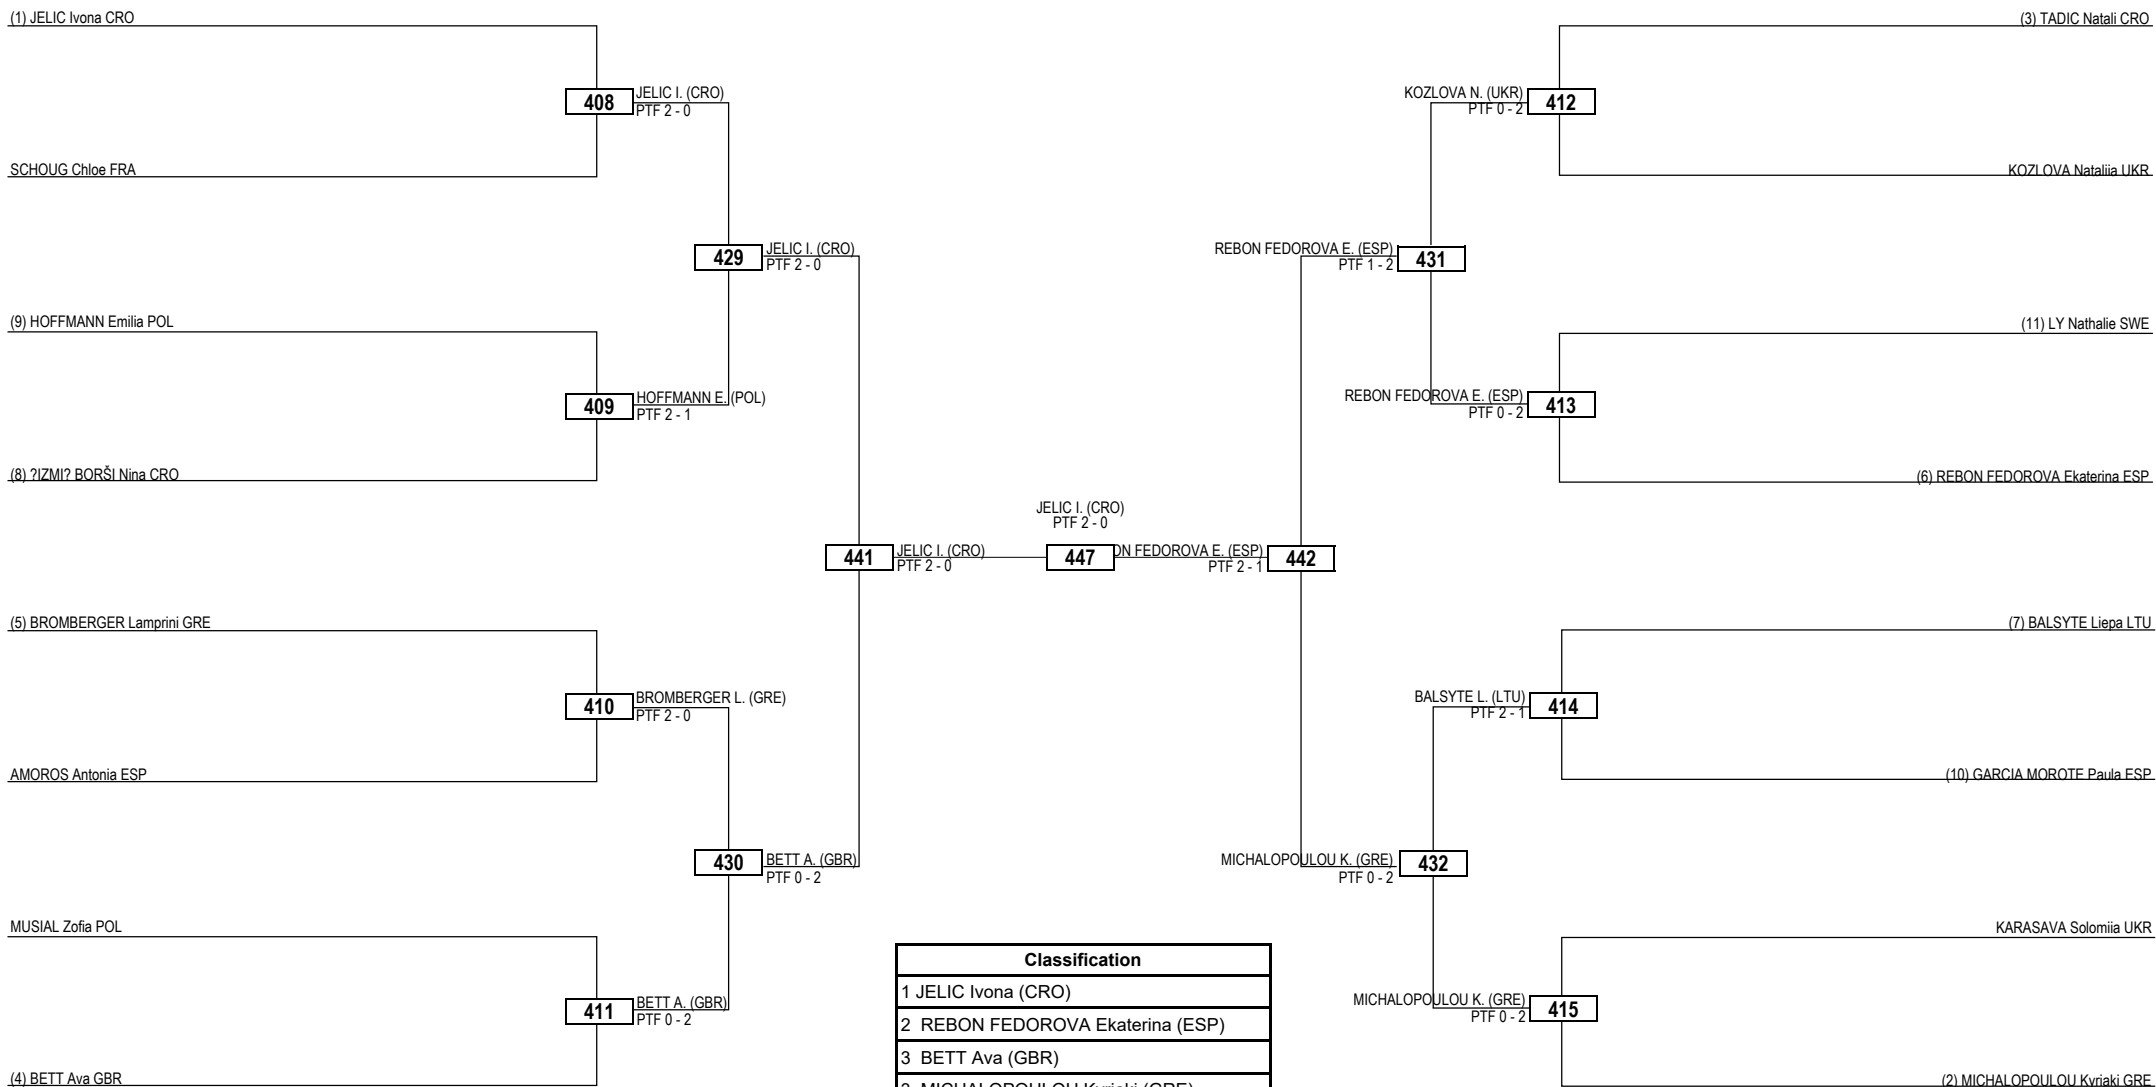 (1) JELIC Ivona CRO
408
JELIC I. (CRO)
PTF 2 - 0
SCHOUG Chloe FRA
429
JELIC I. (CRO)
PTF 2 - 0
(9) HOFFMANN Emilia POL
409
HOFFMANN E. (POL)
PTF 2 - 1
(8) ?IZMI? BORŠI Nina CRO
441
JELIC I. (CRO)
PTF 2 - 0
(5) BROMBERGER Lamprini GRE
410
BROMBERGER L. (GRE)
PTF 2 - 0
AMOROS Antonia ESP
430
BETT A. (GBR)
PTF 0 - 2
MUSIAL Zofia POL
411
BETT A. (GBR)
PTF 0 - 2
(4) BETT Ava GBR
JELIC I. (CRO)
PTF 2 - 0
447
(3) TADIC Natali CRO
KOZLOVA N. (UKR)
PTF 0 - 2
412
KOZLOVA Nataliia UKR
REBON FEDOROVA E. (ESP)
PTF 1 - 2
431
(11) LY Nathalie SWE
REBON FEDOROVA E. (ESP)
PTF 0 - 2
413
(6) REBON FEDOROVA Ekaterina ESP
ON FEDOROVA E. (ESP)
PTF 2 - 1
442
(7) BALSYTE Liepa LTU
BALSYTE L. (LTU)
PTF 2 - 1
414
(10) GARCIA MOROTE Paula ESP
MICHALOPOULOU K. (GRE)
PTF 0 - 2
432
KARASAVA Solomiia UKR
MICHALOPOULOU K. (GRE)
PTF 0 - 2
415
(2) MICHALOPOULOU Kyriaki GRE
Classification
1 JELIC Ivona (CRO)
2 REBON FEDOROVA Ekaterina (ESP)
3 BETT Ava (GBR)
3 MICHALOPOULOU Kyriaki (GRE)